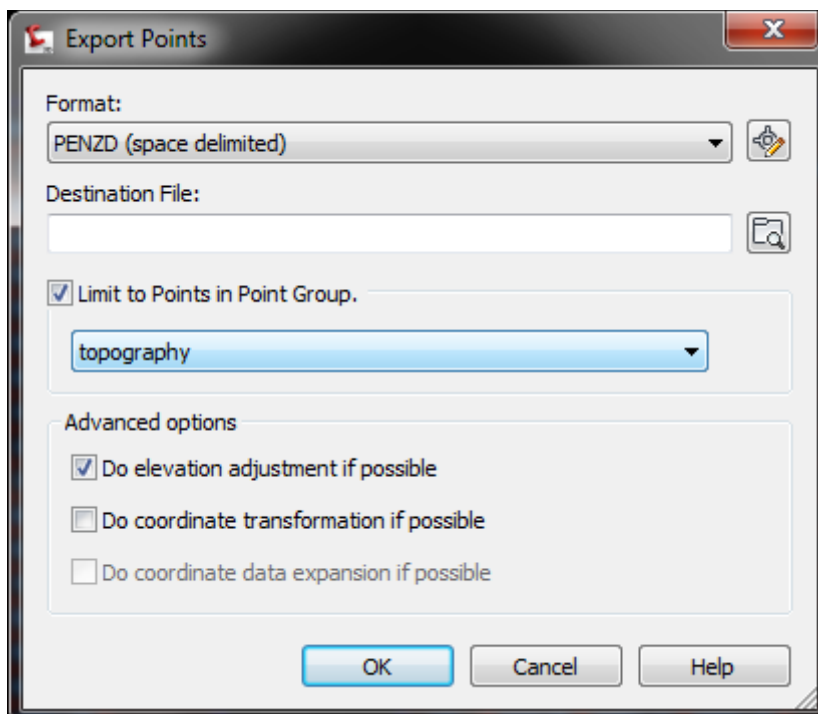 Export Points
Format:
PENZD (space delimited)
Destination File:
Limit to Points in Point Group.
topography
Advanced options
Do elevation adjustment if possible
Do coordinate transformation if possible
Do coordinate data expansion if possible
OK Cancel Help